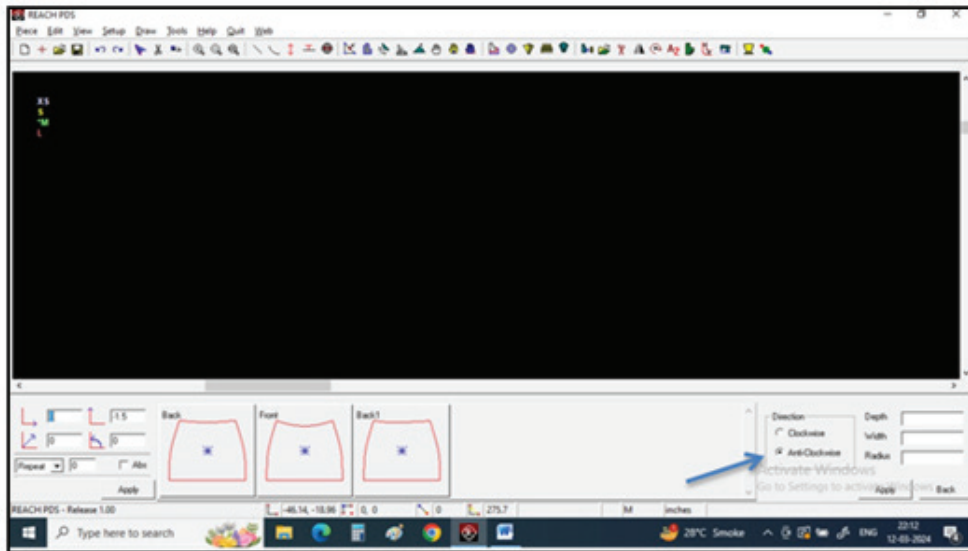 REACH PDS
Piece Edit View Setup Draw Tools Help Quit Web
XS
S
*M
L
-1.5
0 0
Repeat 0 Abs
Apply
Back Front Back1
Direction
Clockwise
Anti-Clockwise
Depth
Width
Radius
Activate Windows
Go to Settings to activate Windows
Apply Back
REACH PDS - Release 1.00 -46.14, -18.96 0, 0 0 275.7 M inches
Type here to search 28°C Smoke ENG 22:12
12-03-2024